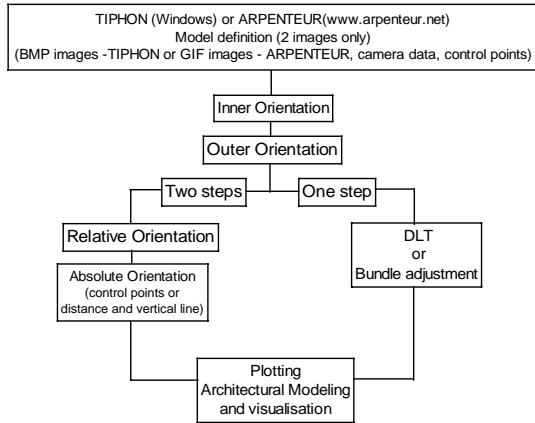 TIPHON (Windows) or ARPENTEUR(www.arpenteur.net)
Model definition (2 images only)
(BMP images -TIPHON or GIF images - ARPENTEUR, camera data, control points)
Inner Orientation
Outer Orientation
Two steps
One step
Relative Orientation
Absolute Orientation
(control points or
distance and vertical line)
DLT
or
Bundle adjustment
Plotting
Architectural Modeling
and visualisation